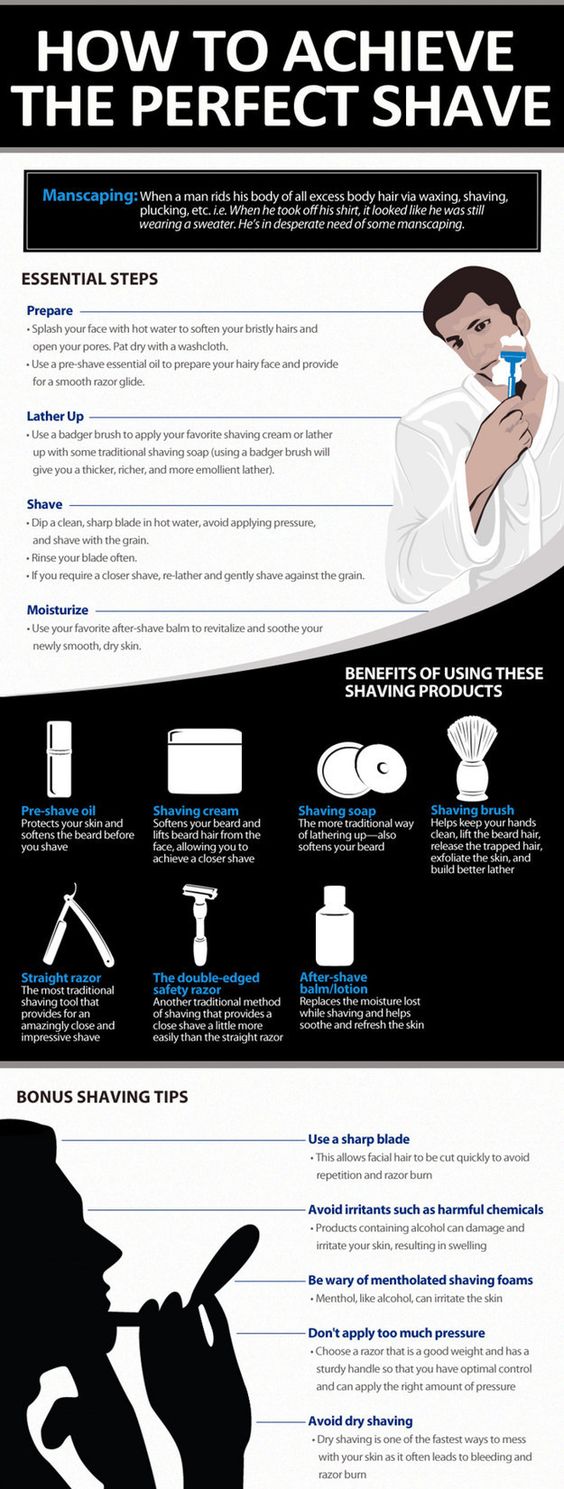 HOW TO ACHIEVE
THE PERFECT SHAVE
Manscaping: When a man rids his body of all excess body hair via waxing, shaving,
plucking, etc. i.e. When he took off his shirt, it looked like he was still
wearing a sweater. He's in desperate need of some manscaping.
ESSENTIAL STEPS
Prepare
• Splash your face with hot water to soften your bristly hairs and
open your pores. Pat dry with a washcloth.
• Use a pre-shave essential oil to prepare your hairy face and provide
for a smooth razor glide.
Lather Up
• Use a badger brush to apply your favorite shaving cream or lather
up with some traditional shaving soap (using a badger brush will
give you a thicker, richer, and more emollient lather).
Shave
• Dip a clean, sharp blade in hot water, avoid applying pressure,
and shave with the grain.
• Rinse your blade often.
• If you require a closer shave, re-lather and gently shave against the grain.
Moisturize
• Use your favorite after-shave balm to revitalize and soothe your
newly smooth, dry skin.
BENEFITS OF USING THESE
SHAVING PRODUCTS
Pre-shave oil
Protects your skin and
softens the beard before
you shave
Shaving cream
Softens your beard and
lifts beard hair from the
face, allowing you to
achieve a closer shave
Shaving soap
The more traditional way
of lathering up—also
softens your beard
Shaving brush
Helps keep your hands
clean, lift the beard hair,
release the trapped hair,
exfoliate the skin, and
build better lather
Straight razor
The most traditional
shaving tool that
provides for an
amazingly close and
impressive shave
The double-edged
safety razor
Another traditional method
of shaving that provides a
close shave a little more
easily than the straight razor
After-shave
balm/lotion
Replaces the moisture lost
while shaving and helps
soothe and refresh the skin
BONUS SHAVING TIPS
Use a sharp blade
• This allows facial hair to be cut quickly to avoid
repetition and razor burn
Avoid irritants such as harmful chemicals
• Products containing alcohol can damage and
irritate your skin, resulting in swelling
Be wary of mentholated shaving foams
• Menthol, like alcohol, can irritate the skin
Don't apply too much pressure
• Choose a razor that is a good weight and has a
sturdy handle so that you have optimal control
and can apply the right amount of pressure
Avoid dry shaving
• Dry shaving is one of the fastest ways to mess
with your skin as it often leads to bleeding and
razor burn